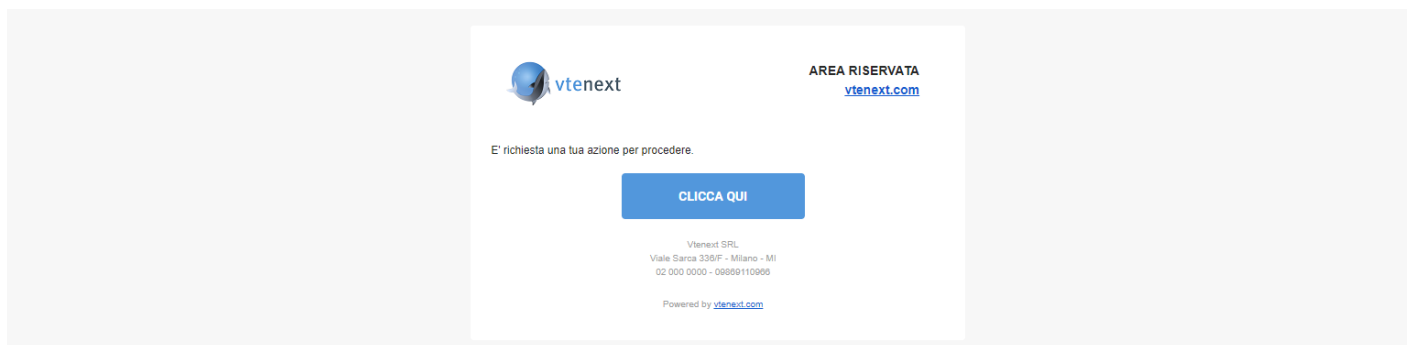 vtenext
AREA RISERVATA
vtenext.com
E' richiesta una tua azione per procedere.
CLICCA QUI
Vtenext SRL
Viale Sarca 336/F - Milano - MI
02 000 0000 - 09869110966
Powered by vtenext.com